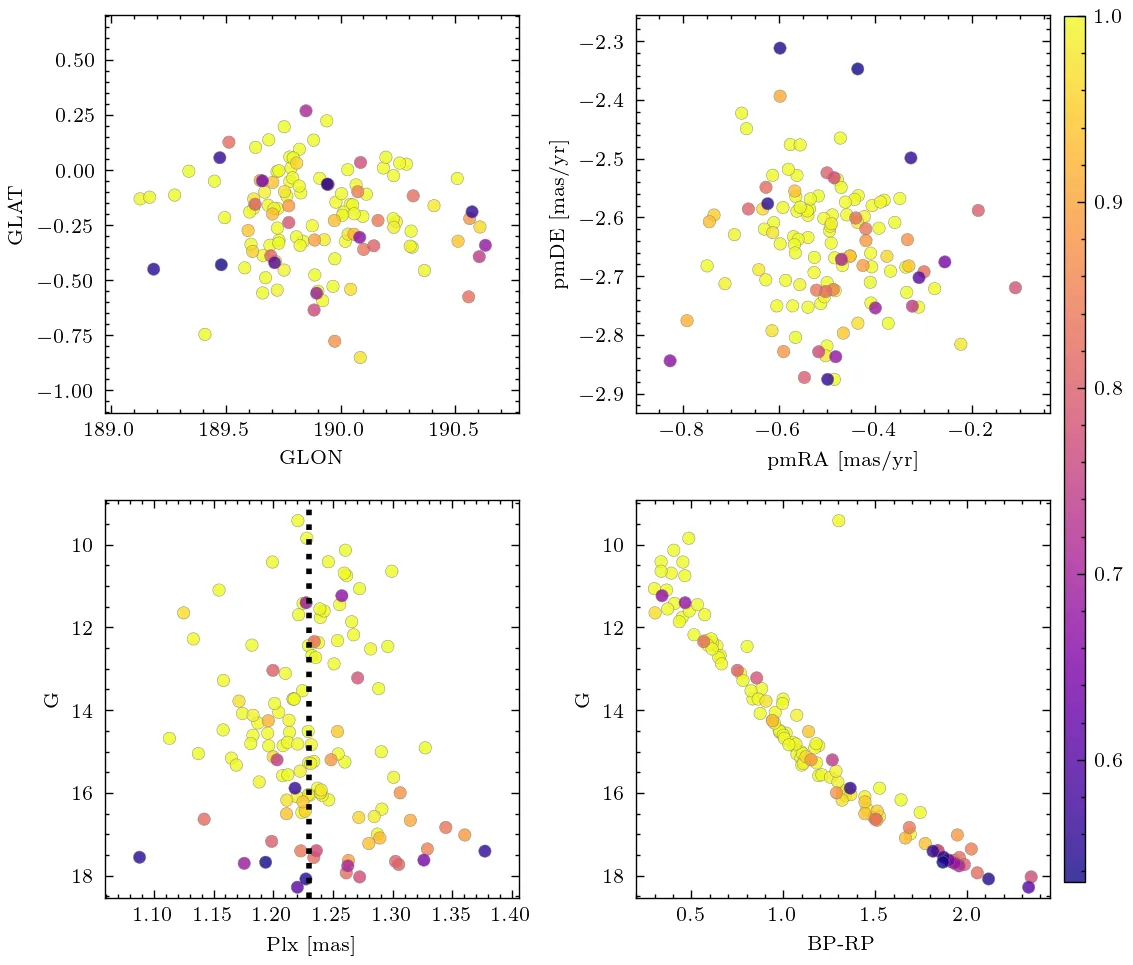 0.50
0.25
0.00
−0.25
−0.50
−0.75
−1.00
GLAT
189.0 189.5 190.0 190.5
GLON
−2.3
−2.4
−2.5
−2.6
−2.7
−2.8
−2.9
pmDE [mas/yr]
−0.8 −0.6 −0.4 −0.2
pmRA [mas/yr]
1.0
0.9
0.8
0.7
0.6
10
12
14
16
18
G
1.10 1.15 1.20 1.25 1.30 1.35 1.40
Plx [mas]
10
12
14
16
18
G
0.5 1.0 1.5 2.0
BP-RP